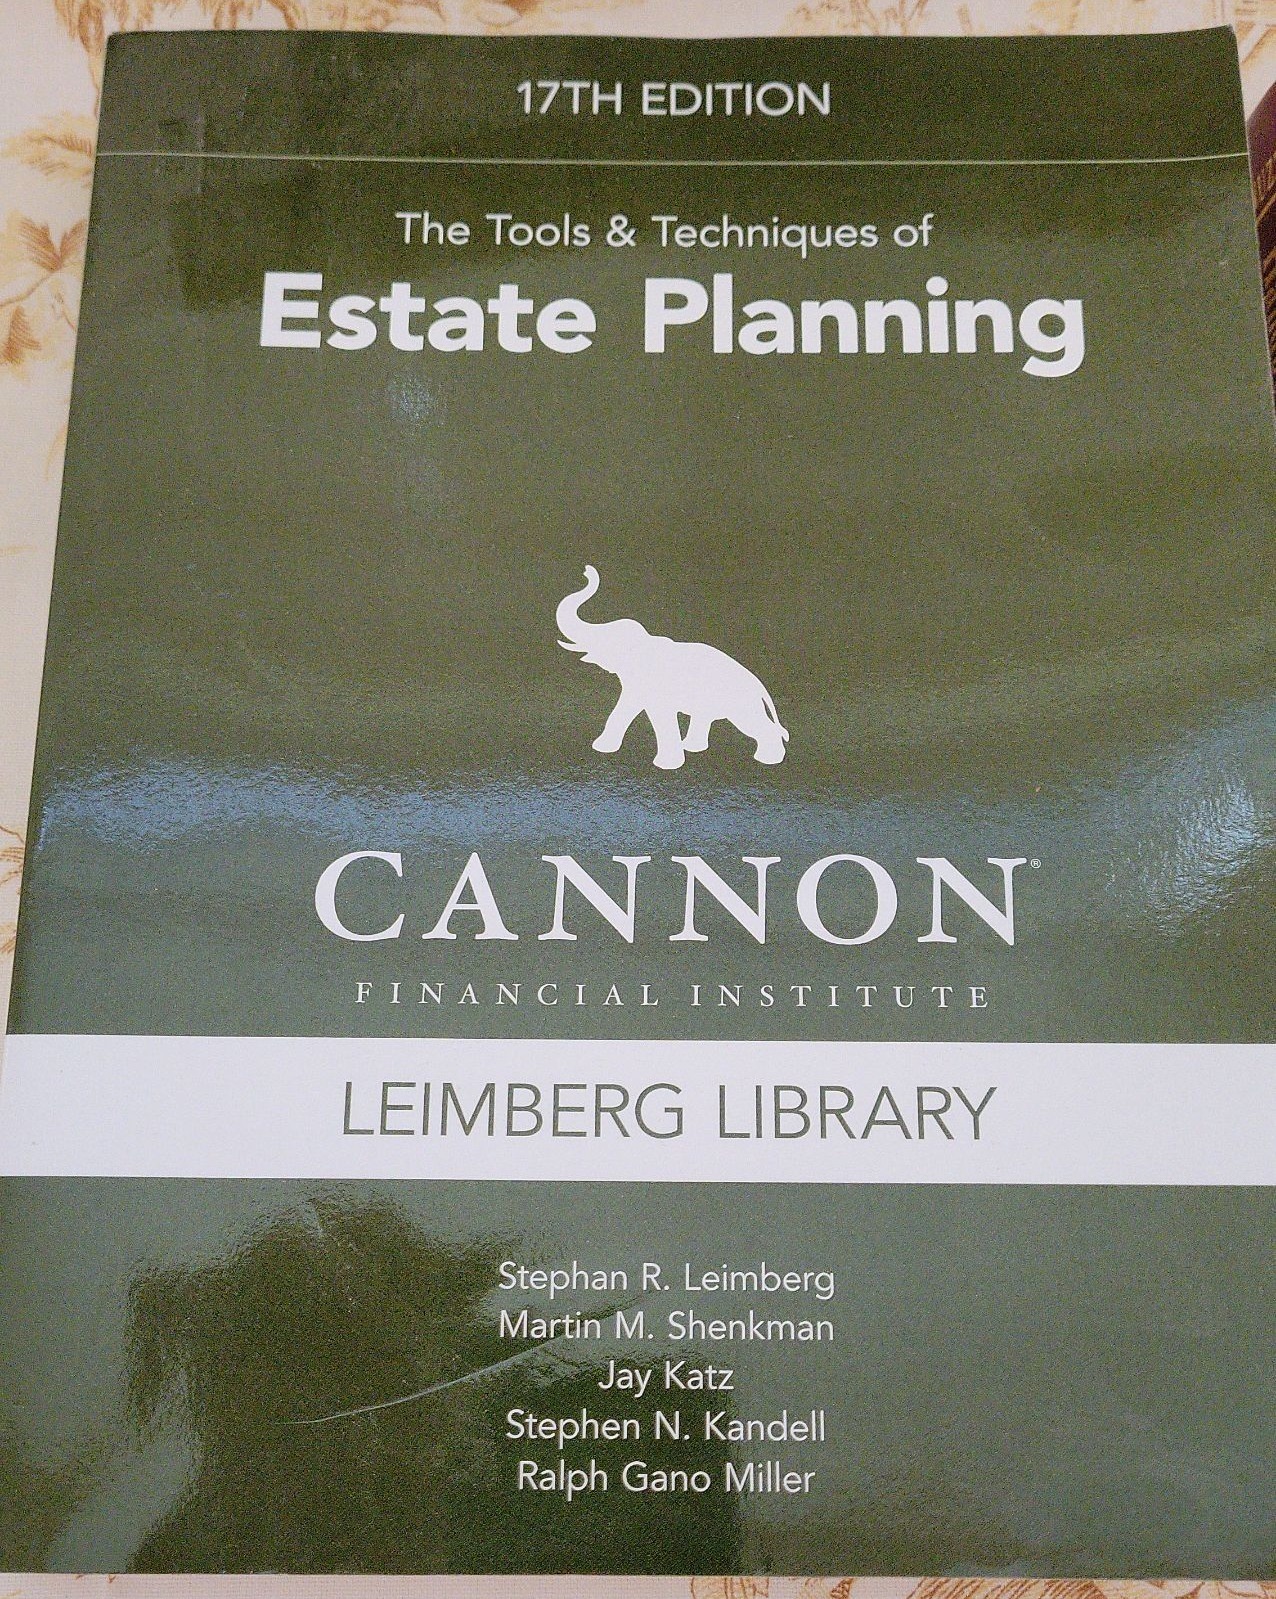 17TH EDITION
The Tools & Techniques of
Estate Planning
CANNON®
FINANCIAL INSTITUTE
LEIMBERG LIBRARY
Stephan R. Leimberg
Martin M. Shenkman
Jay Katz
Stephen N. Kandell
Ralph Gano Miller